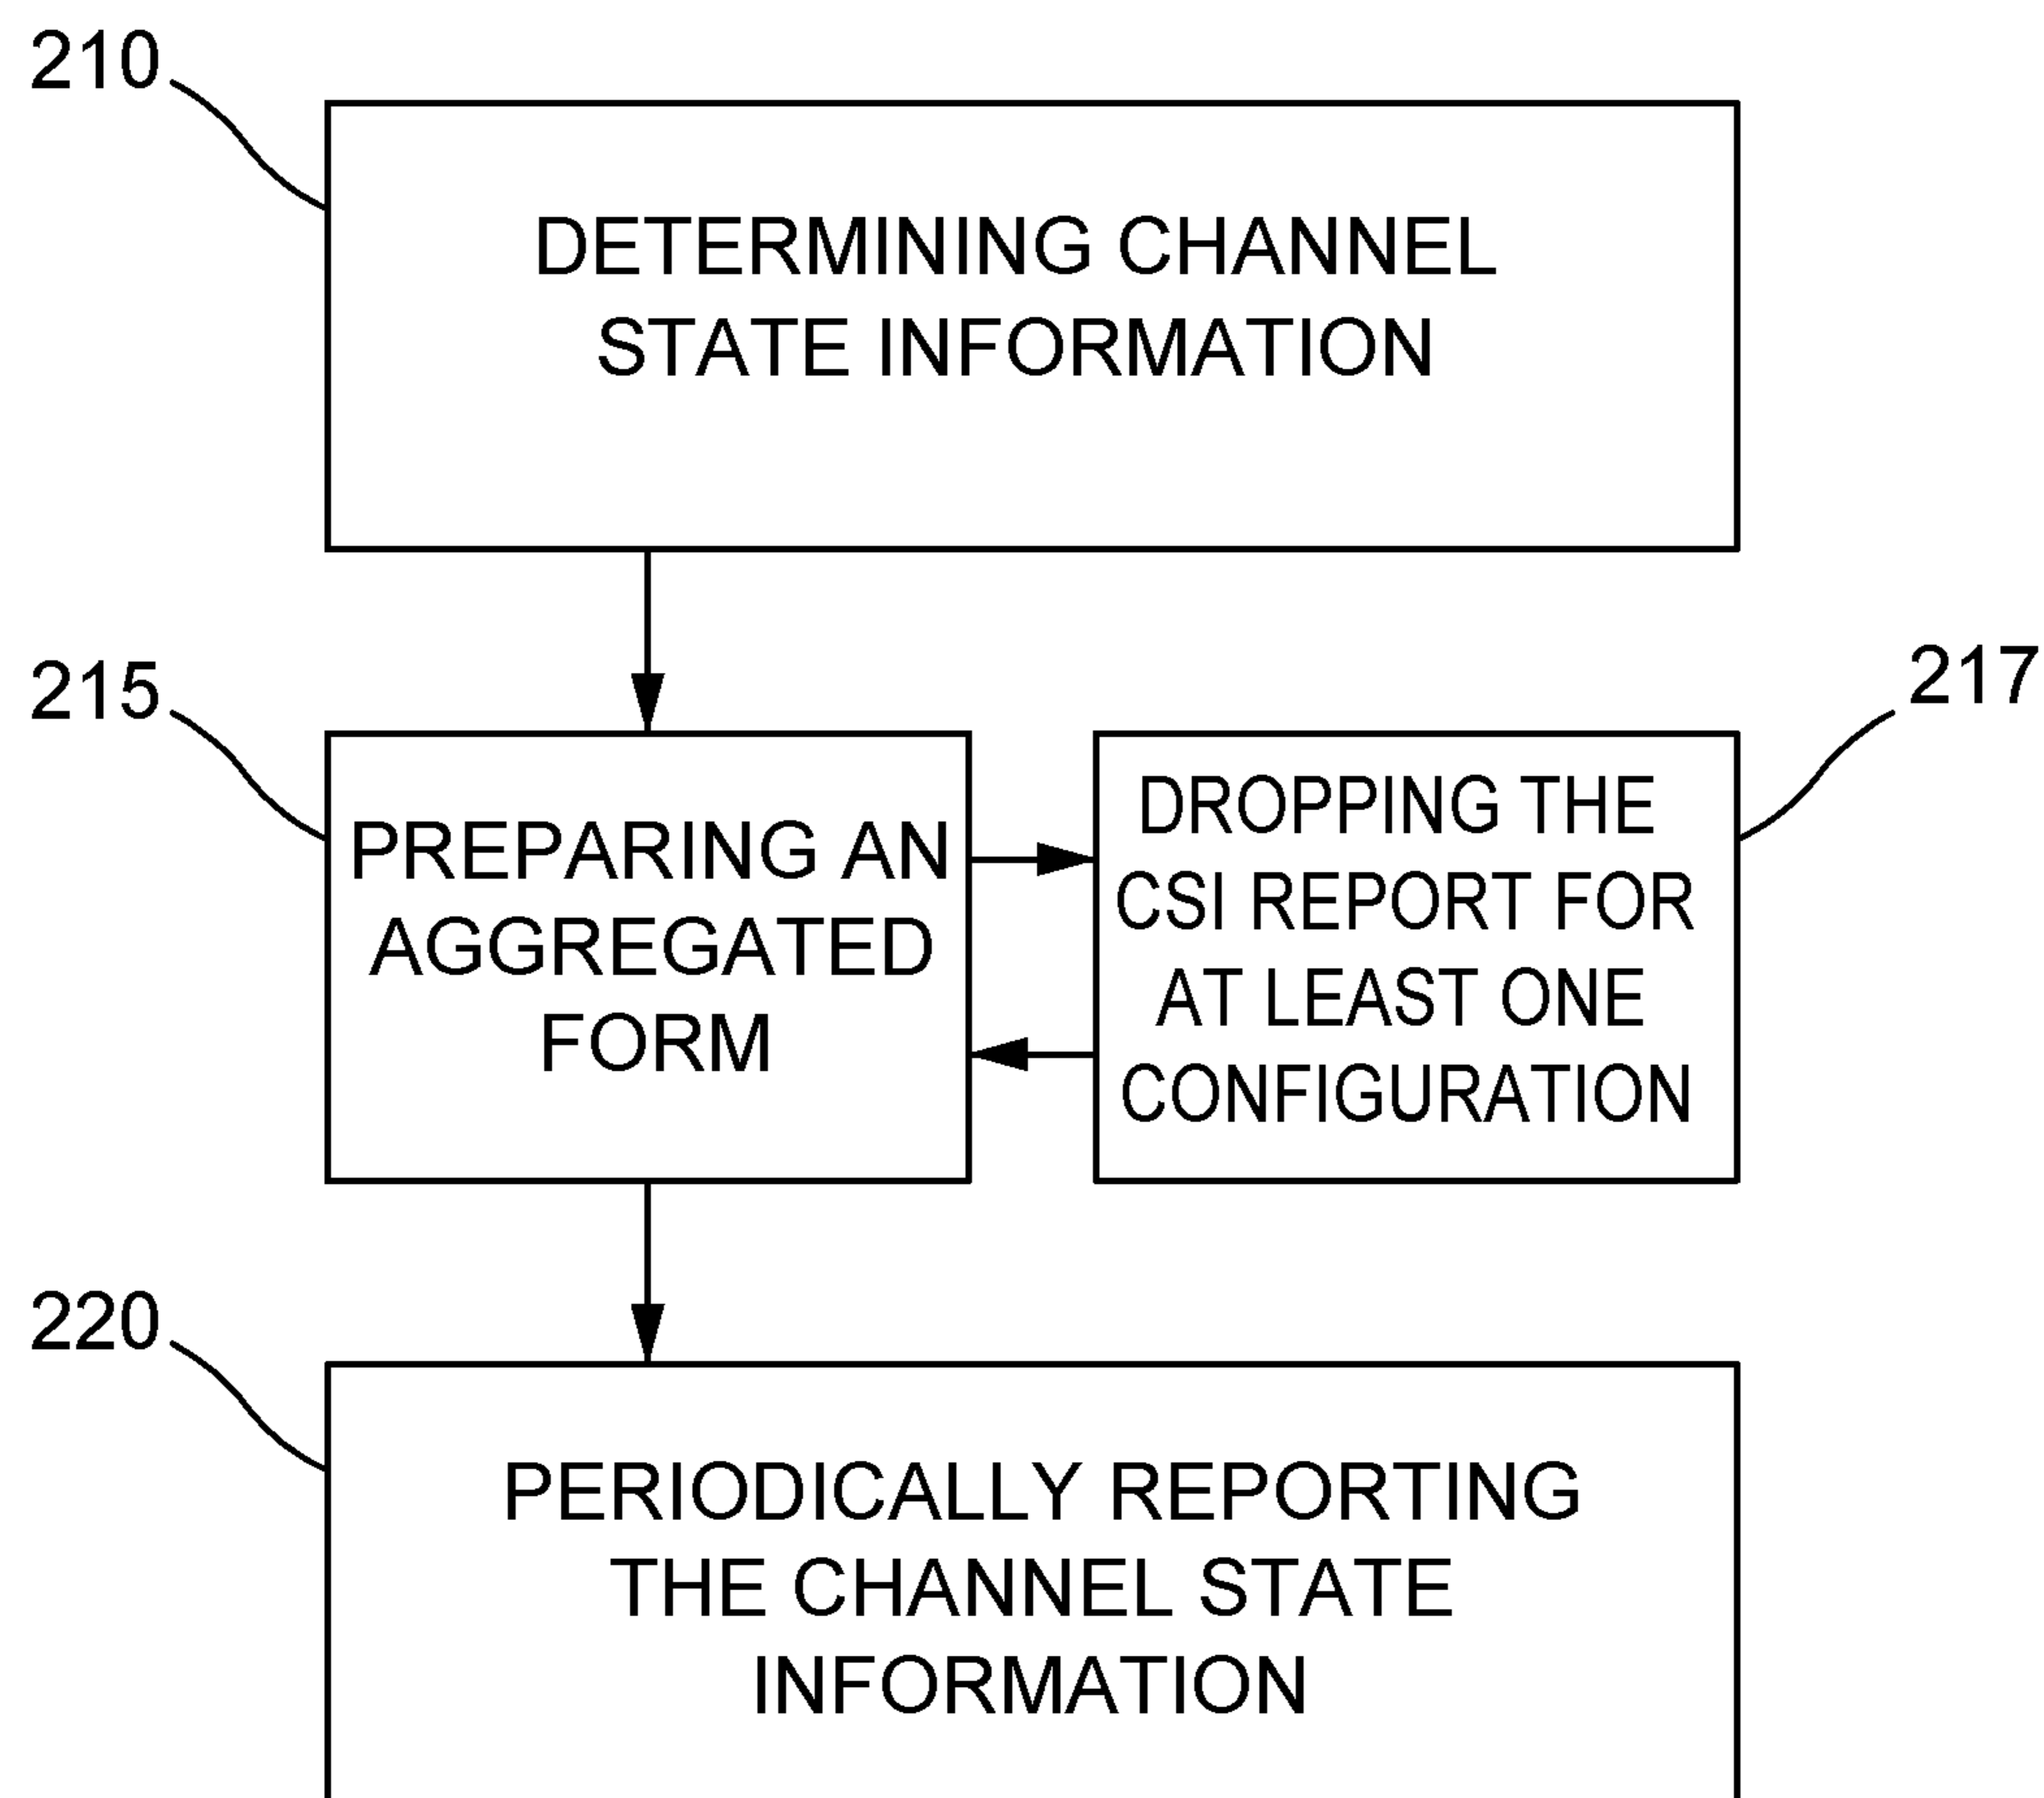 210
DETERMINING CHANNEL
STATE INFORMATION
215
PREPARING AN
AGGREGATED
FORM
217
DROPPING THE
CSI REPORT FOR
AT LEAST ONE
CONFIGURATION
220
PERIODICALLY REPORTING
THE CHANNEL STATE
INFORMATION